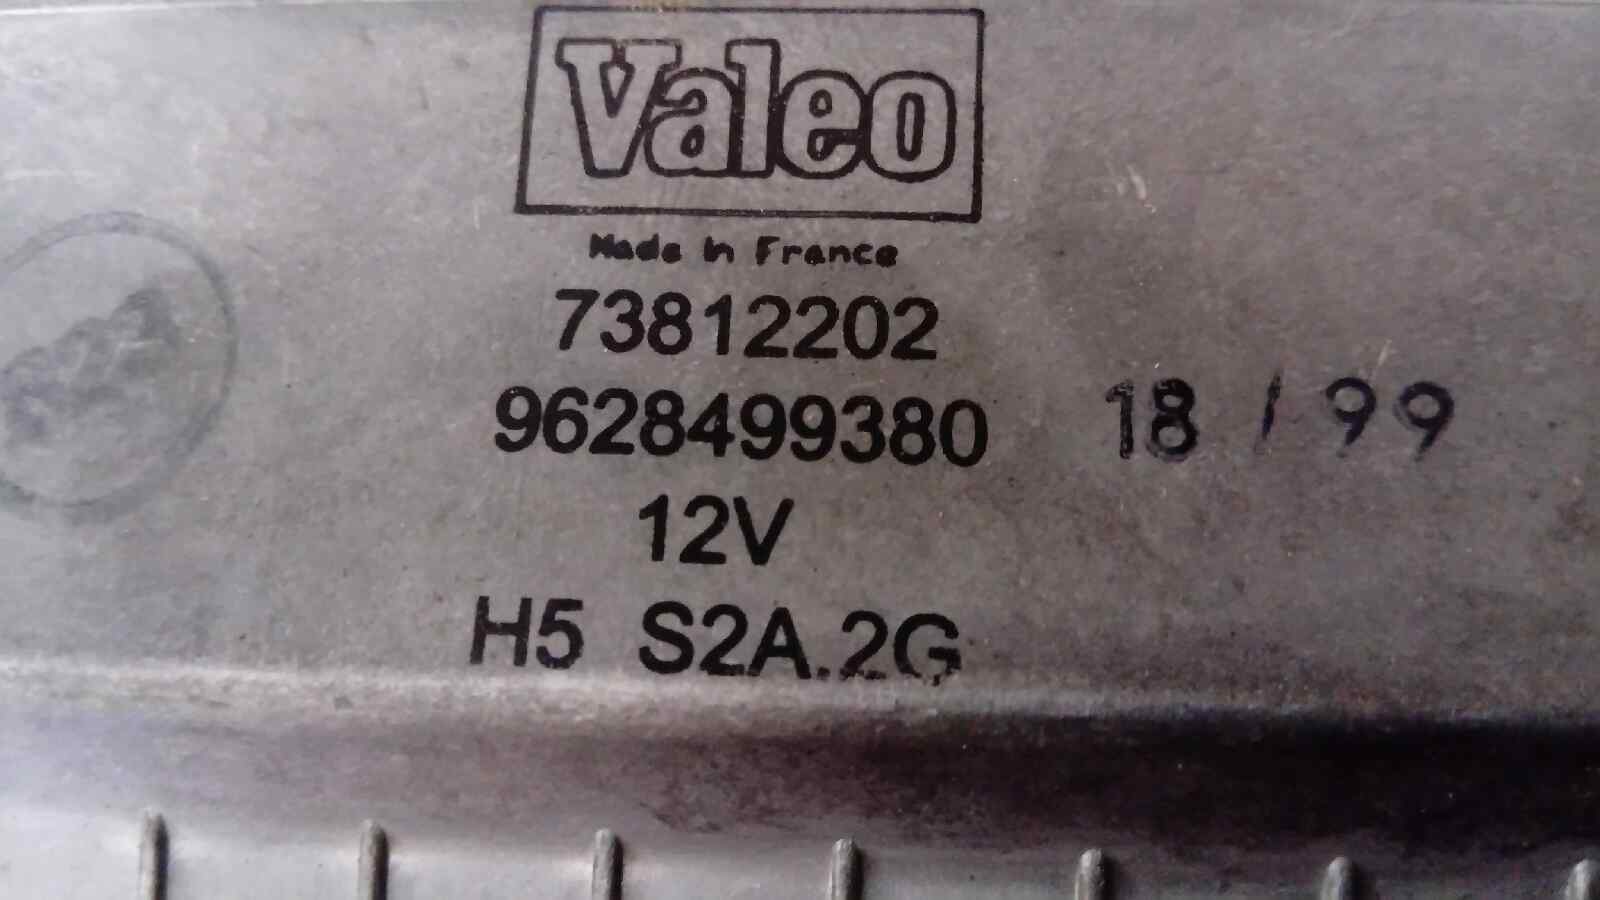 Valeo
Made In France
73812202
9628499380 18 / 99
12V
H5 S2A.2G